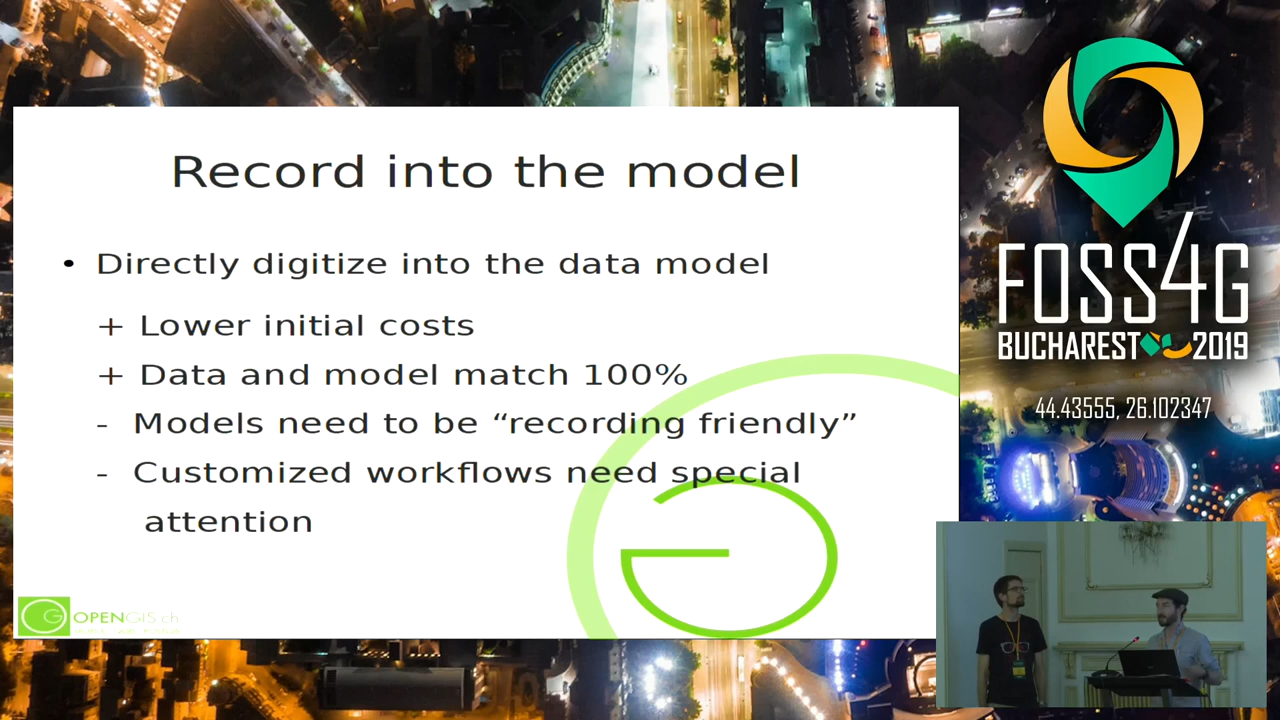 Record into the model
• Directly digitize into the data model
+ Lower initial costs
+ Data and model match 100%
- Models need to be “recording friendly”
- Customized workflows need special
attention
OPENGIS.ch
FOSS4G
BUCHAREST 2019
44.43555, 26.102347